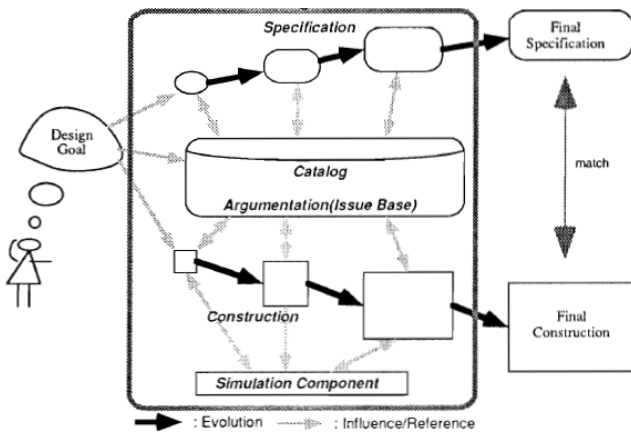 Specification
Final
Specification
Design
Goal
Catalog
match
Argumentation(Issue Base)
Construction
Final
Construction
Simulation Component
: Evolution
: Influence/Reference